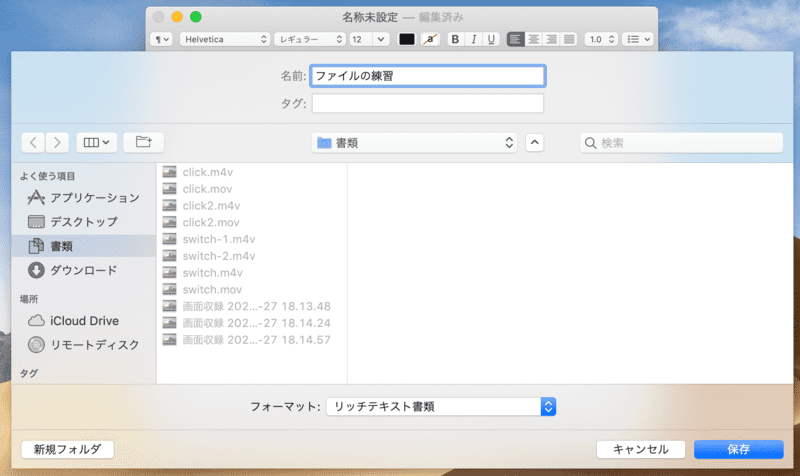 名称未設定 — 編集済み
¶ Helvetica レギュラー 12 a B I U 1.0
名前: ファイルの練習
タグ:
書類 検索
よく使う項目
アプリケーション
デスクトップ
書類
ダウンロード
場所
iCloud Drive
リモートディスク
タグ
click.m4v
click.mov
click2.m4v
click2.mov
switch-1.m4v
switch-2.m4v
switch.m4v
switch.mov
画面収録 202...-27 18.13.48
画面収録 202...-27 18.14.24
画面収録 202...-27 18.14.57
フォーマット: リッチテキスト書類
新規フォルダ キャンセル 保存